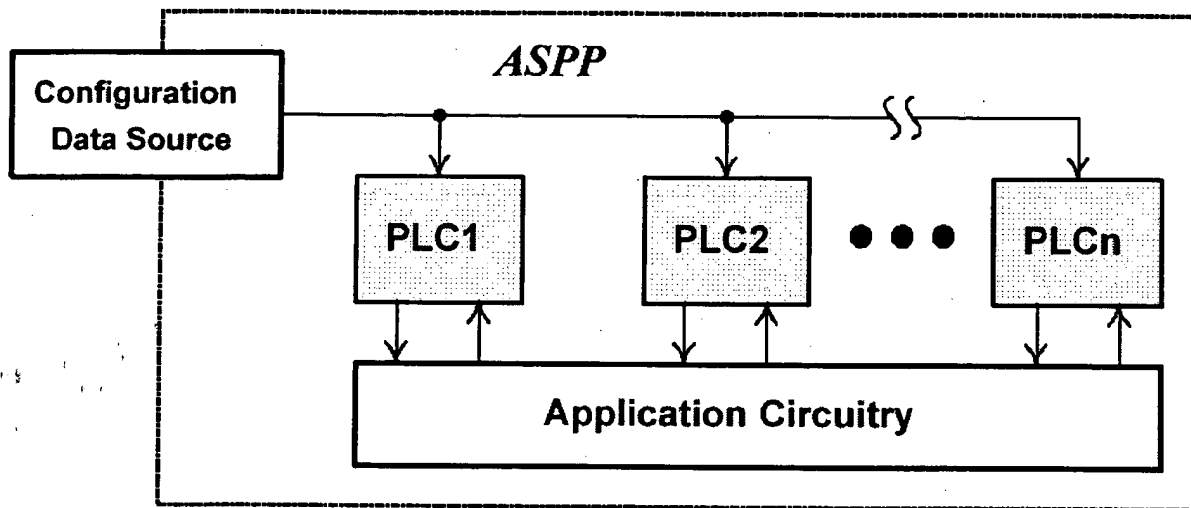 ASPP
Configuration
Data Source
PLC1
PLC2
PLCn
Application Circuitry